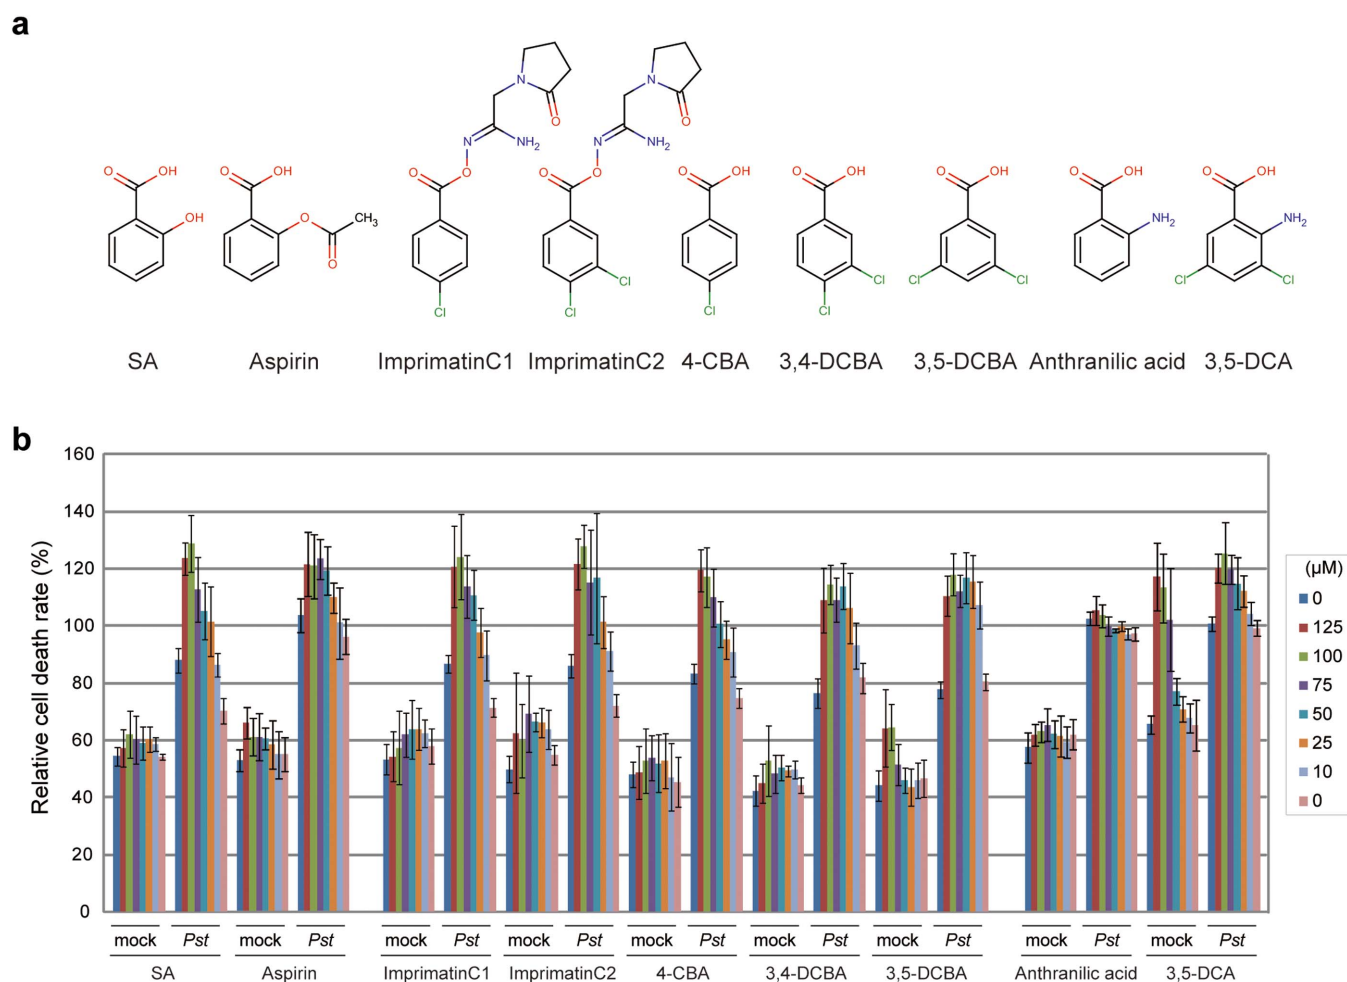 a
N
O
N
NH2
O
O
OH
OH
O
OH
O
CH3
O
O
O
Cl
N
O
N
NH2
O
O
Cl
Cl
O
OH
Cl
O
OH
Cl
Cl
O
OH
Cl
Cl
O
OH
NH2
O
OH
NH2
Cl
Cl
SA Aspirin ImprimatinC1 ImprimatinC2 4-CBA 3,4-DCBA 3,5-DCBA Anthranilic acid 3,5-DCA
b
Relative cell death rate (%)
160
140
120
100
80
60
40
20
0
(μM)
0
125
100
75
50
25
10
0
mock Pst mock Pst mock Pst mock Pst mock Pst mock Pst mock Pst mock Pst mock Pst
SA Aspirin ImprimatinC1 ImprimatinC2 4-CBA 3,4-DCBA 3,5-DCBA Anthranilic acid 3,5-DCA